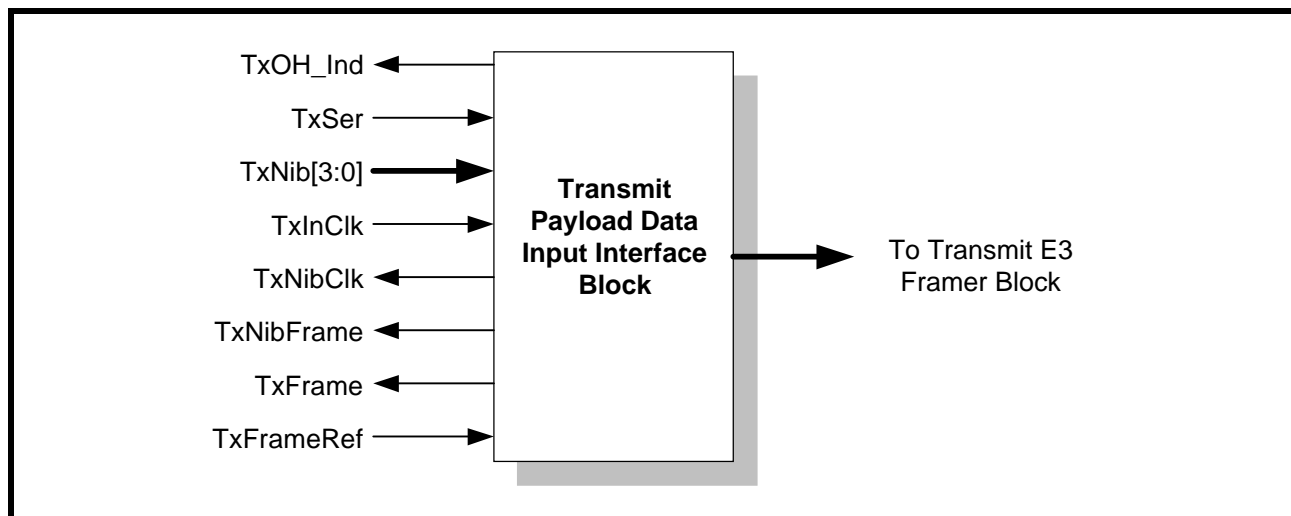 TxOH_Ind
TxSer
TxNib[3:0]
TxInClk
TxNibClk
TxNibFrame
TxFrame
TxFrameRef
Transmit
Payload Data
Input Interface
Block
To Transmit E3
Framer Block